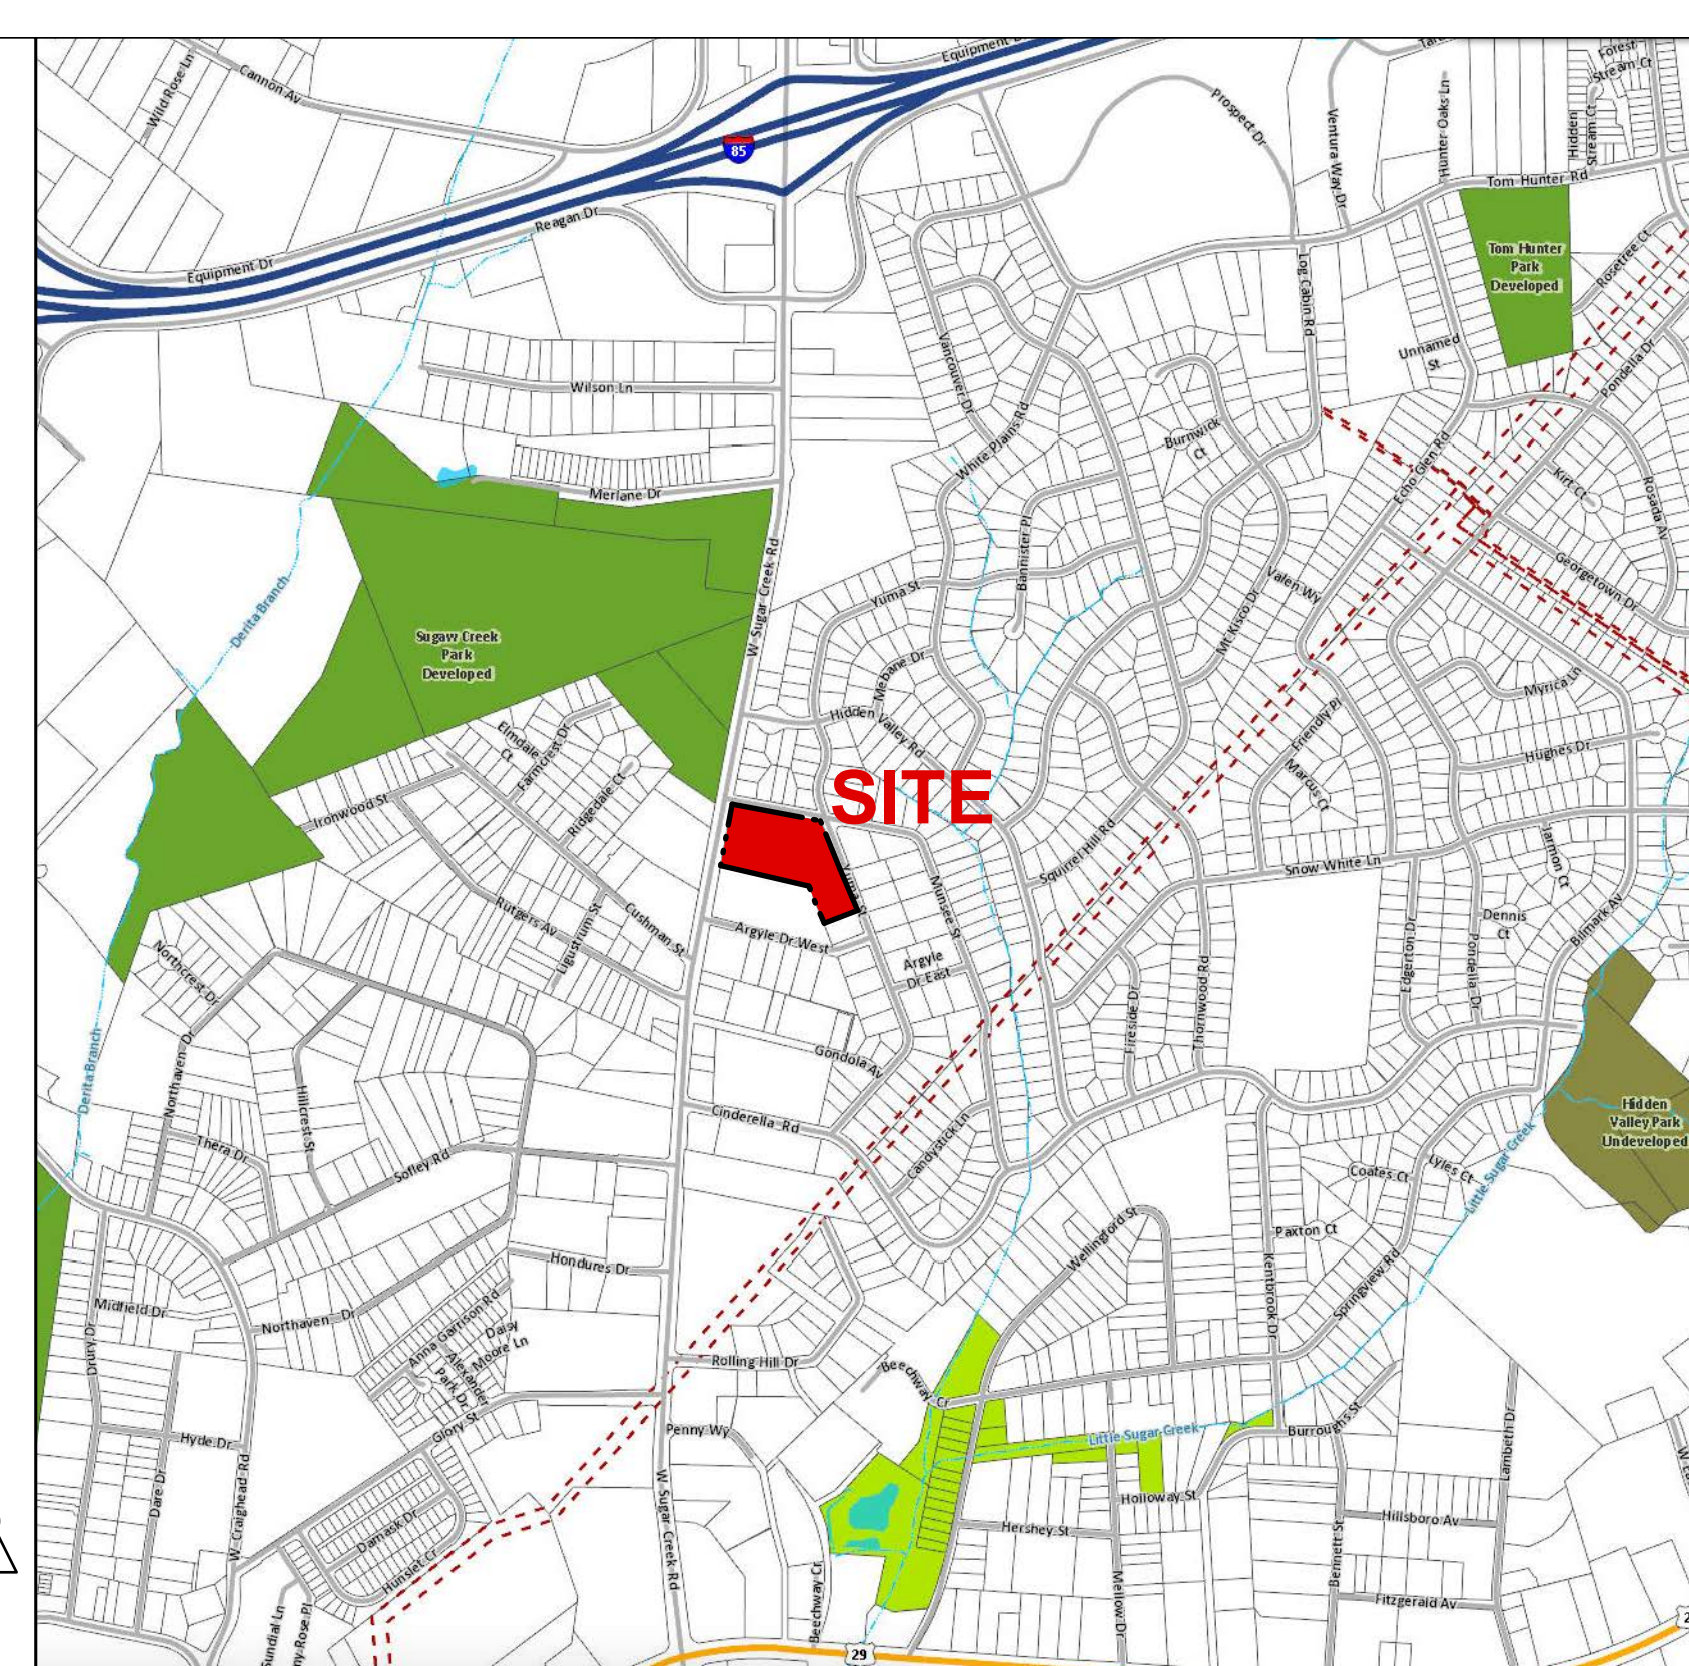 Wild Rose Ln
Cannon Av
Equipment
85
Reagan Dr
Equipment Dr
Prospect Dr
Ventura Way Dr
Hunter Oaks Ln
Hidden
Stream Ct
Forest
Stream Ct
Tom Hunter Rd
Tom Hunter
Park
Developed
Rosetree Ct
Log Cabin Rd
Unnamed
St
Pondella Dr
Vancouver Dr
Wilson Ln
White Plains Rd
Burnwick
Ct
Echo Glen Rd
Kirt Ct
Rosada Av
Merlane Dr
Bannister Pl
Georgetown Dr
W Sugar Creek Rd
Yuma St
Valen Wy
Mt Kisco Dr
Derita Branch
Sugaw Creek
Park
Developed
Mebane Dr
Myrica Ln
Hidden Valley Rd
Friendly Pl
Hughes Dr
Elmdale
Ct
Farmcrest Dr
Marcus Ct
SITE
Ridgedale Ct
Ironwood St
Squirrel Hill Rd
Snow White Ln
Jarmon Ct
Yuma St
Munsee St
Rutgers Av
Ligustrum St
Cushman St
Argyle Dr West
Argyle
Dr East
Dennis
Ct
Bilmark Av
Edgerton Dr
Pondella Dr
Northcrest Dr
Thornwood Rd
Fireside Dr
Derita Branch
Northaven Dr
Hillcrest St
Gondola Av
Cinderella Rd
Candystick Ln
Hidden
Valley Park
Undeveloped
Thera Dr
Sofley Rd
Coates Ct
Lyles Ct
Little Sugar Creek
Wellingford St
Paxton Ct
Hondures Dr
Kentbrook Dr
Springview Rd
Midfield Dr
Northaven Dr
Drury Dr
Anna Garrison Rd
Daisy
Moore Ln
Alexander
Park Dr
Rolling Hill Dr
Beechway Cr
Glory St
Penny Wy
Little Sugar Creek
Burroughs St
Lambeth Dr
Hyde Dr
Dare Dr
W Craighead Rd
W Sugar Creek Rd
Holloway St
Hershey St
Hillsboro Av
Damask Dr
Hunslet Cr
Beechway Cr
Mellow Dr
Bennett St
Fitzgerald Av
Sundial Ln
ny Rose Pl
29
2